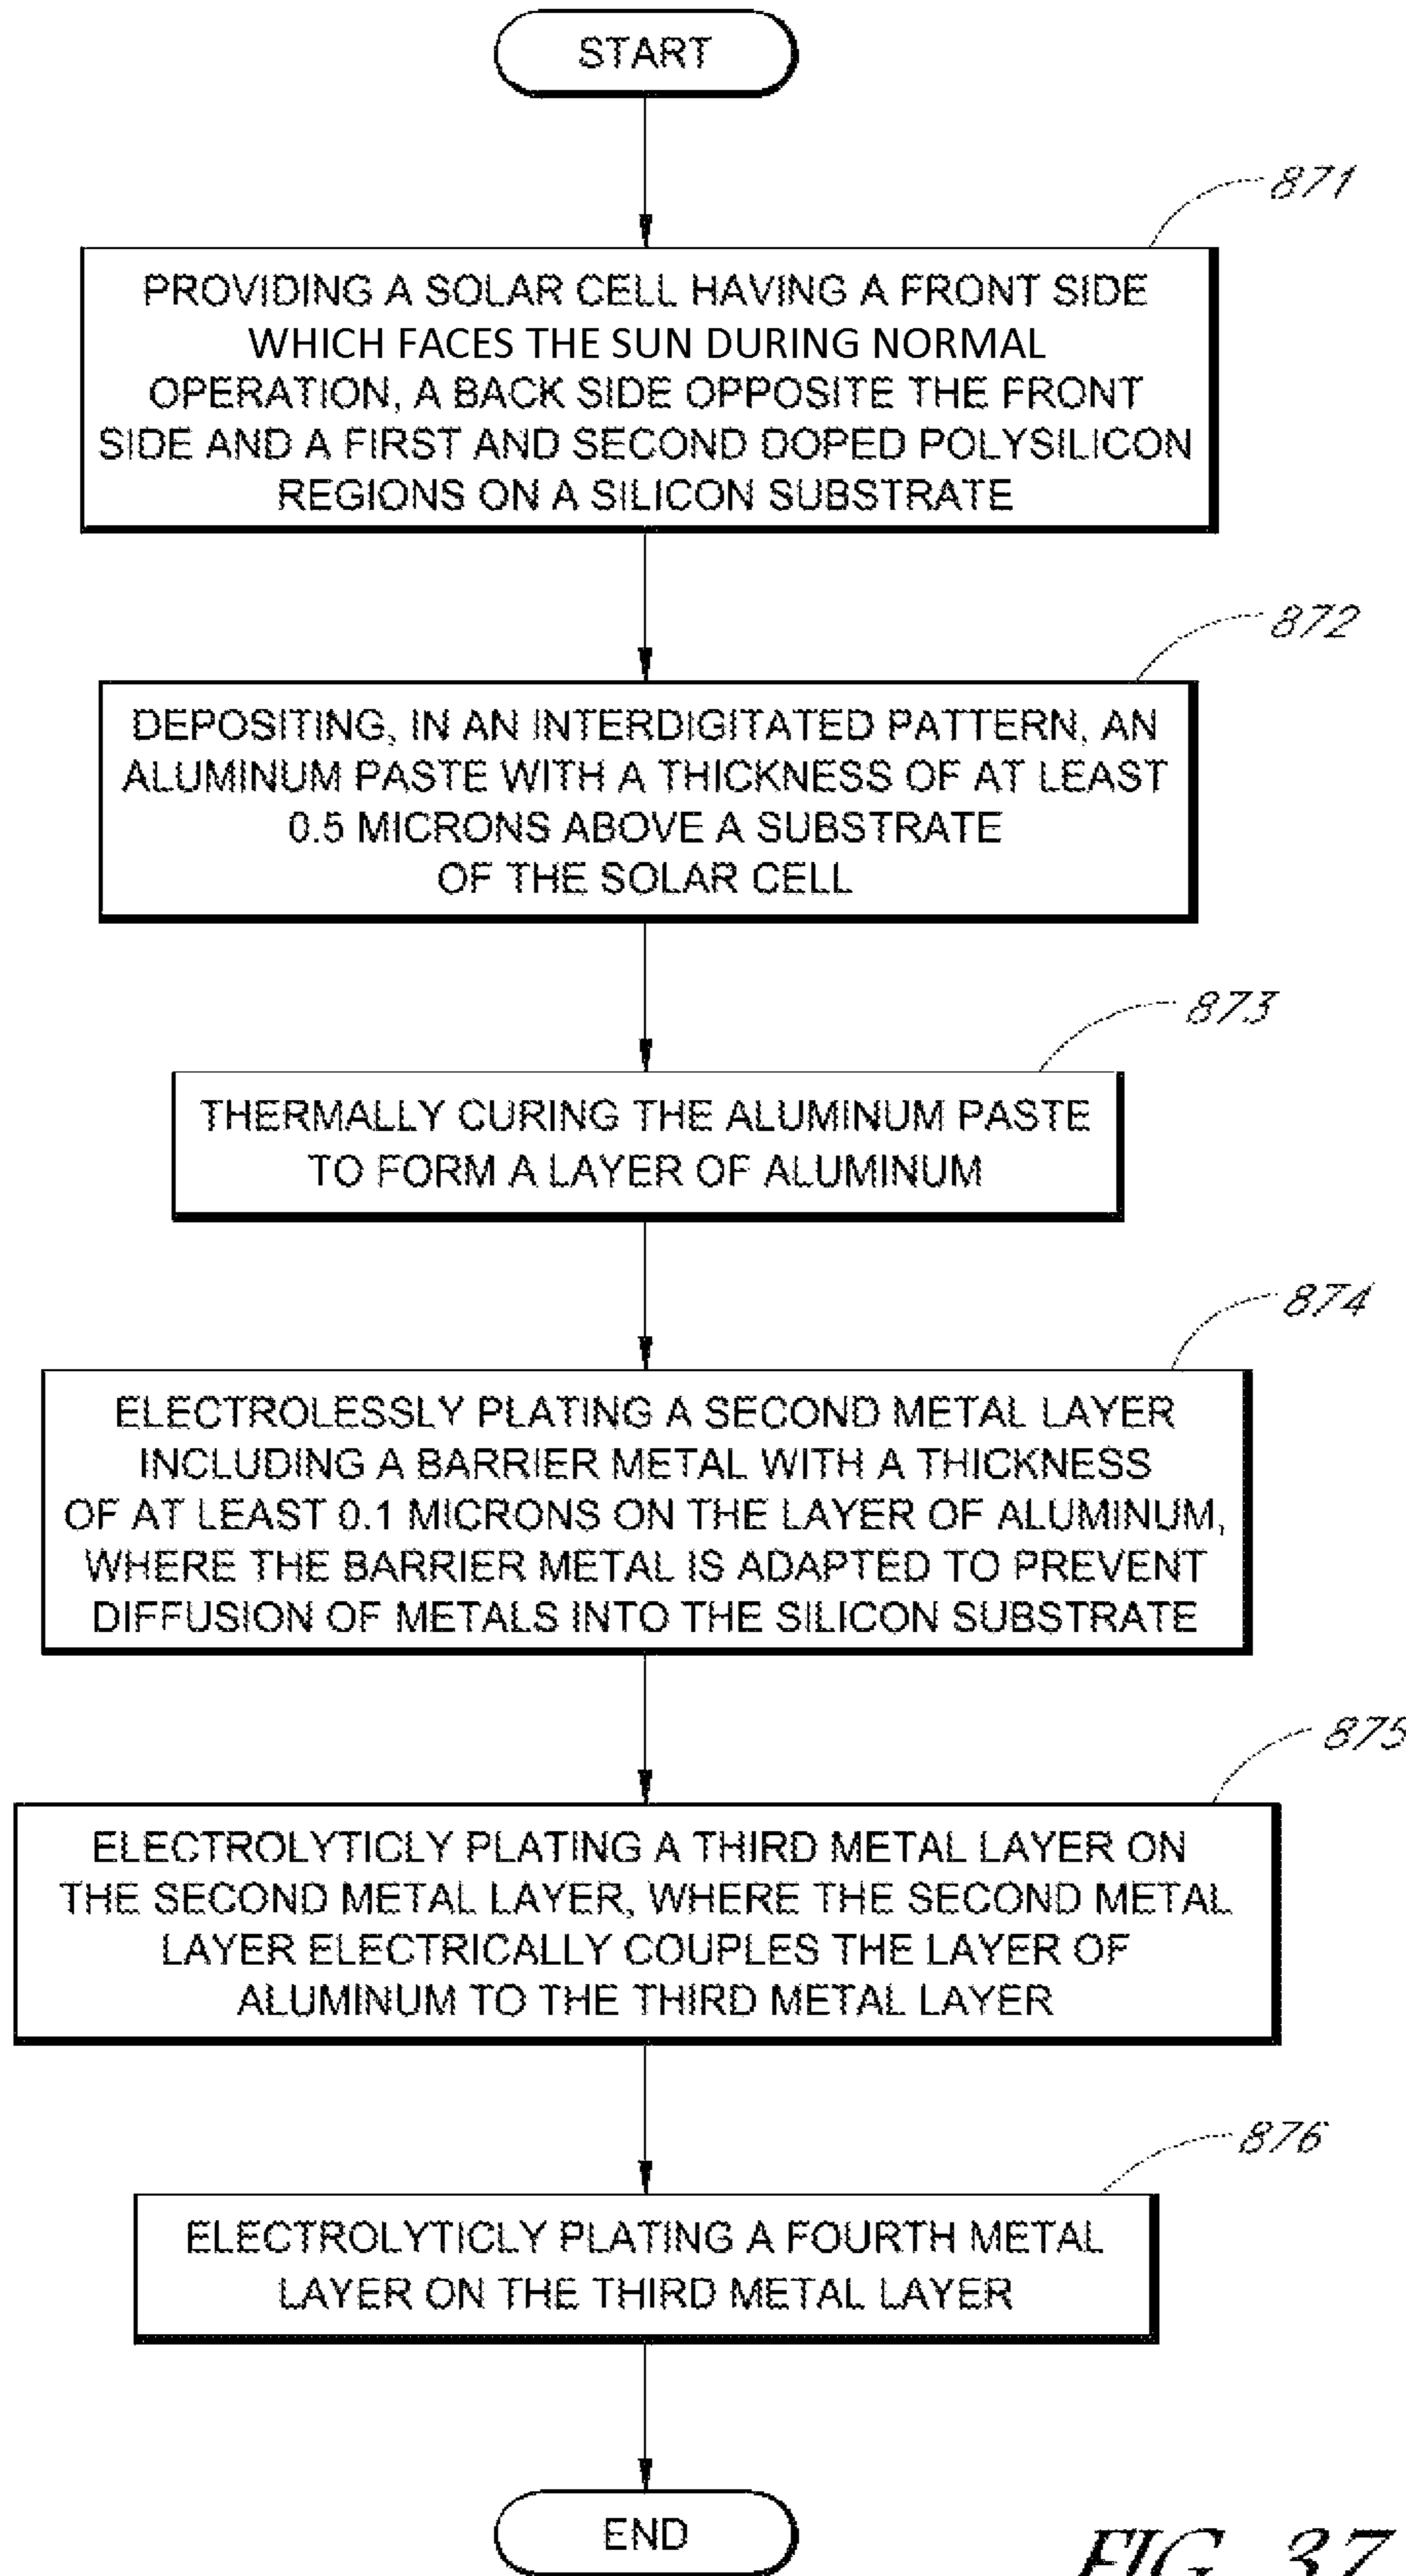 START
871
PROVIDING A SOLAR CELL HAVING A FRONT SIDE
WHICH FACES THE SUN DURING NORMAL
OPERATION, A BACK SIDE OPPOSITE THE FRONT
SIDE AND A FIRST AND SECOND DOPED POLYSILICON
REGIONS ON A SILICON SUBSTRATE
872
DEPOSITING, IN AN INTERDIGITATED PATTERN, AN
ALUMINUM PASTE WITH A THICKNESS OF AT LEAST
0.5 MICRONS ABOVE A SUBSTRATE
OF THE SOLAR CELL
873
THERMALLY CURING THE ALUMINUM PASTE
TO FORM A LAYER OF ALUMINUM
874
ELECTROLESSLY PLATING A SECOND METAL LAYER
INCLUDING A BARRIER METAL WITH A THICKNESS
OF AT LEAST 0.1 MICRONS ON THE LAYER OF ALUMINUM,
WHERE THE BARRIER METAL IS ADAPTED TO PREVENT
DIFFUSION OF METALS INTO THE SILICON SUBSTRATE
875
ELECTROLYTICLY PLATING A THIRD METAL LAYER ON
THE SECOND METAL LAYER, WHERE THE SECOND METAL
LAYER ELECTRICALLY COUPLES THE LAYER OF
ALUMINUM TO THE THIRD METAL LAYER
876
ELECTROLYTICLY PLATING A FOURTH METAL
LAYER ON THE THIRD METAL LAYER
END
FIG. 37